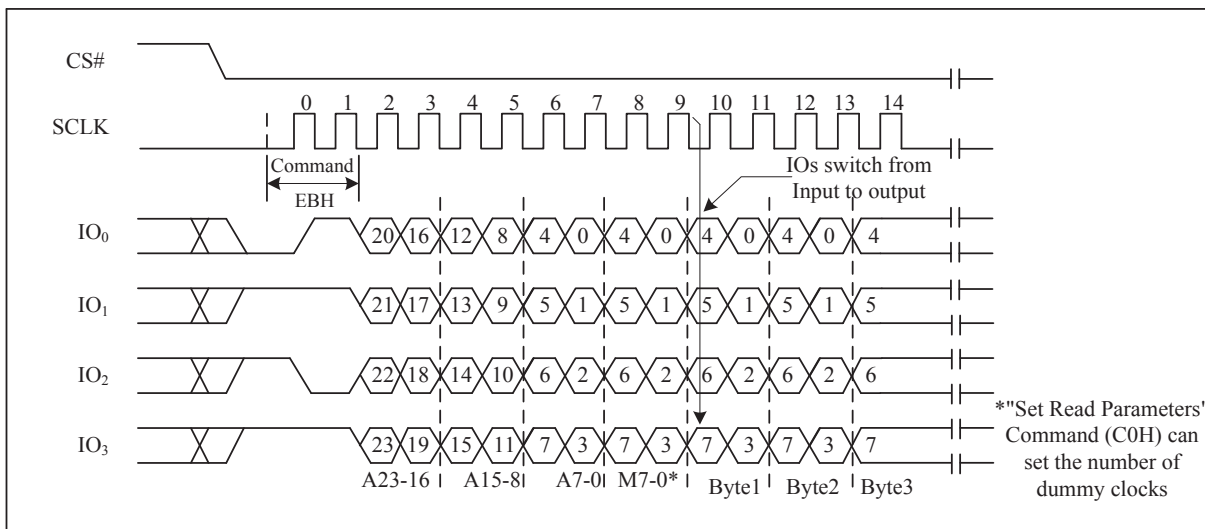 CS#
0 1 2 3 4 5 6 7 8 9 10 11 12 13 14
SCLK
Command
EBH
IOs switch from
Input to output
IO0 20 16 12 8 4 0 4 0 4 0 4 0 4
IO1 21 17 13 9 5 1 5 1 5 1 5 1 5
IO2 22 18 14 10 6 2 6 2 6 2 6 2 6
IO3 23 19 15 11 7 3 7 3 7 3 7 3 7
A23-16 A15-8 A7-0 M7-0* Byte1 Byte2 Byte3
*"Set Read Parameters"
Command (C0H) can
set the number of
dummy clocks